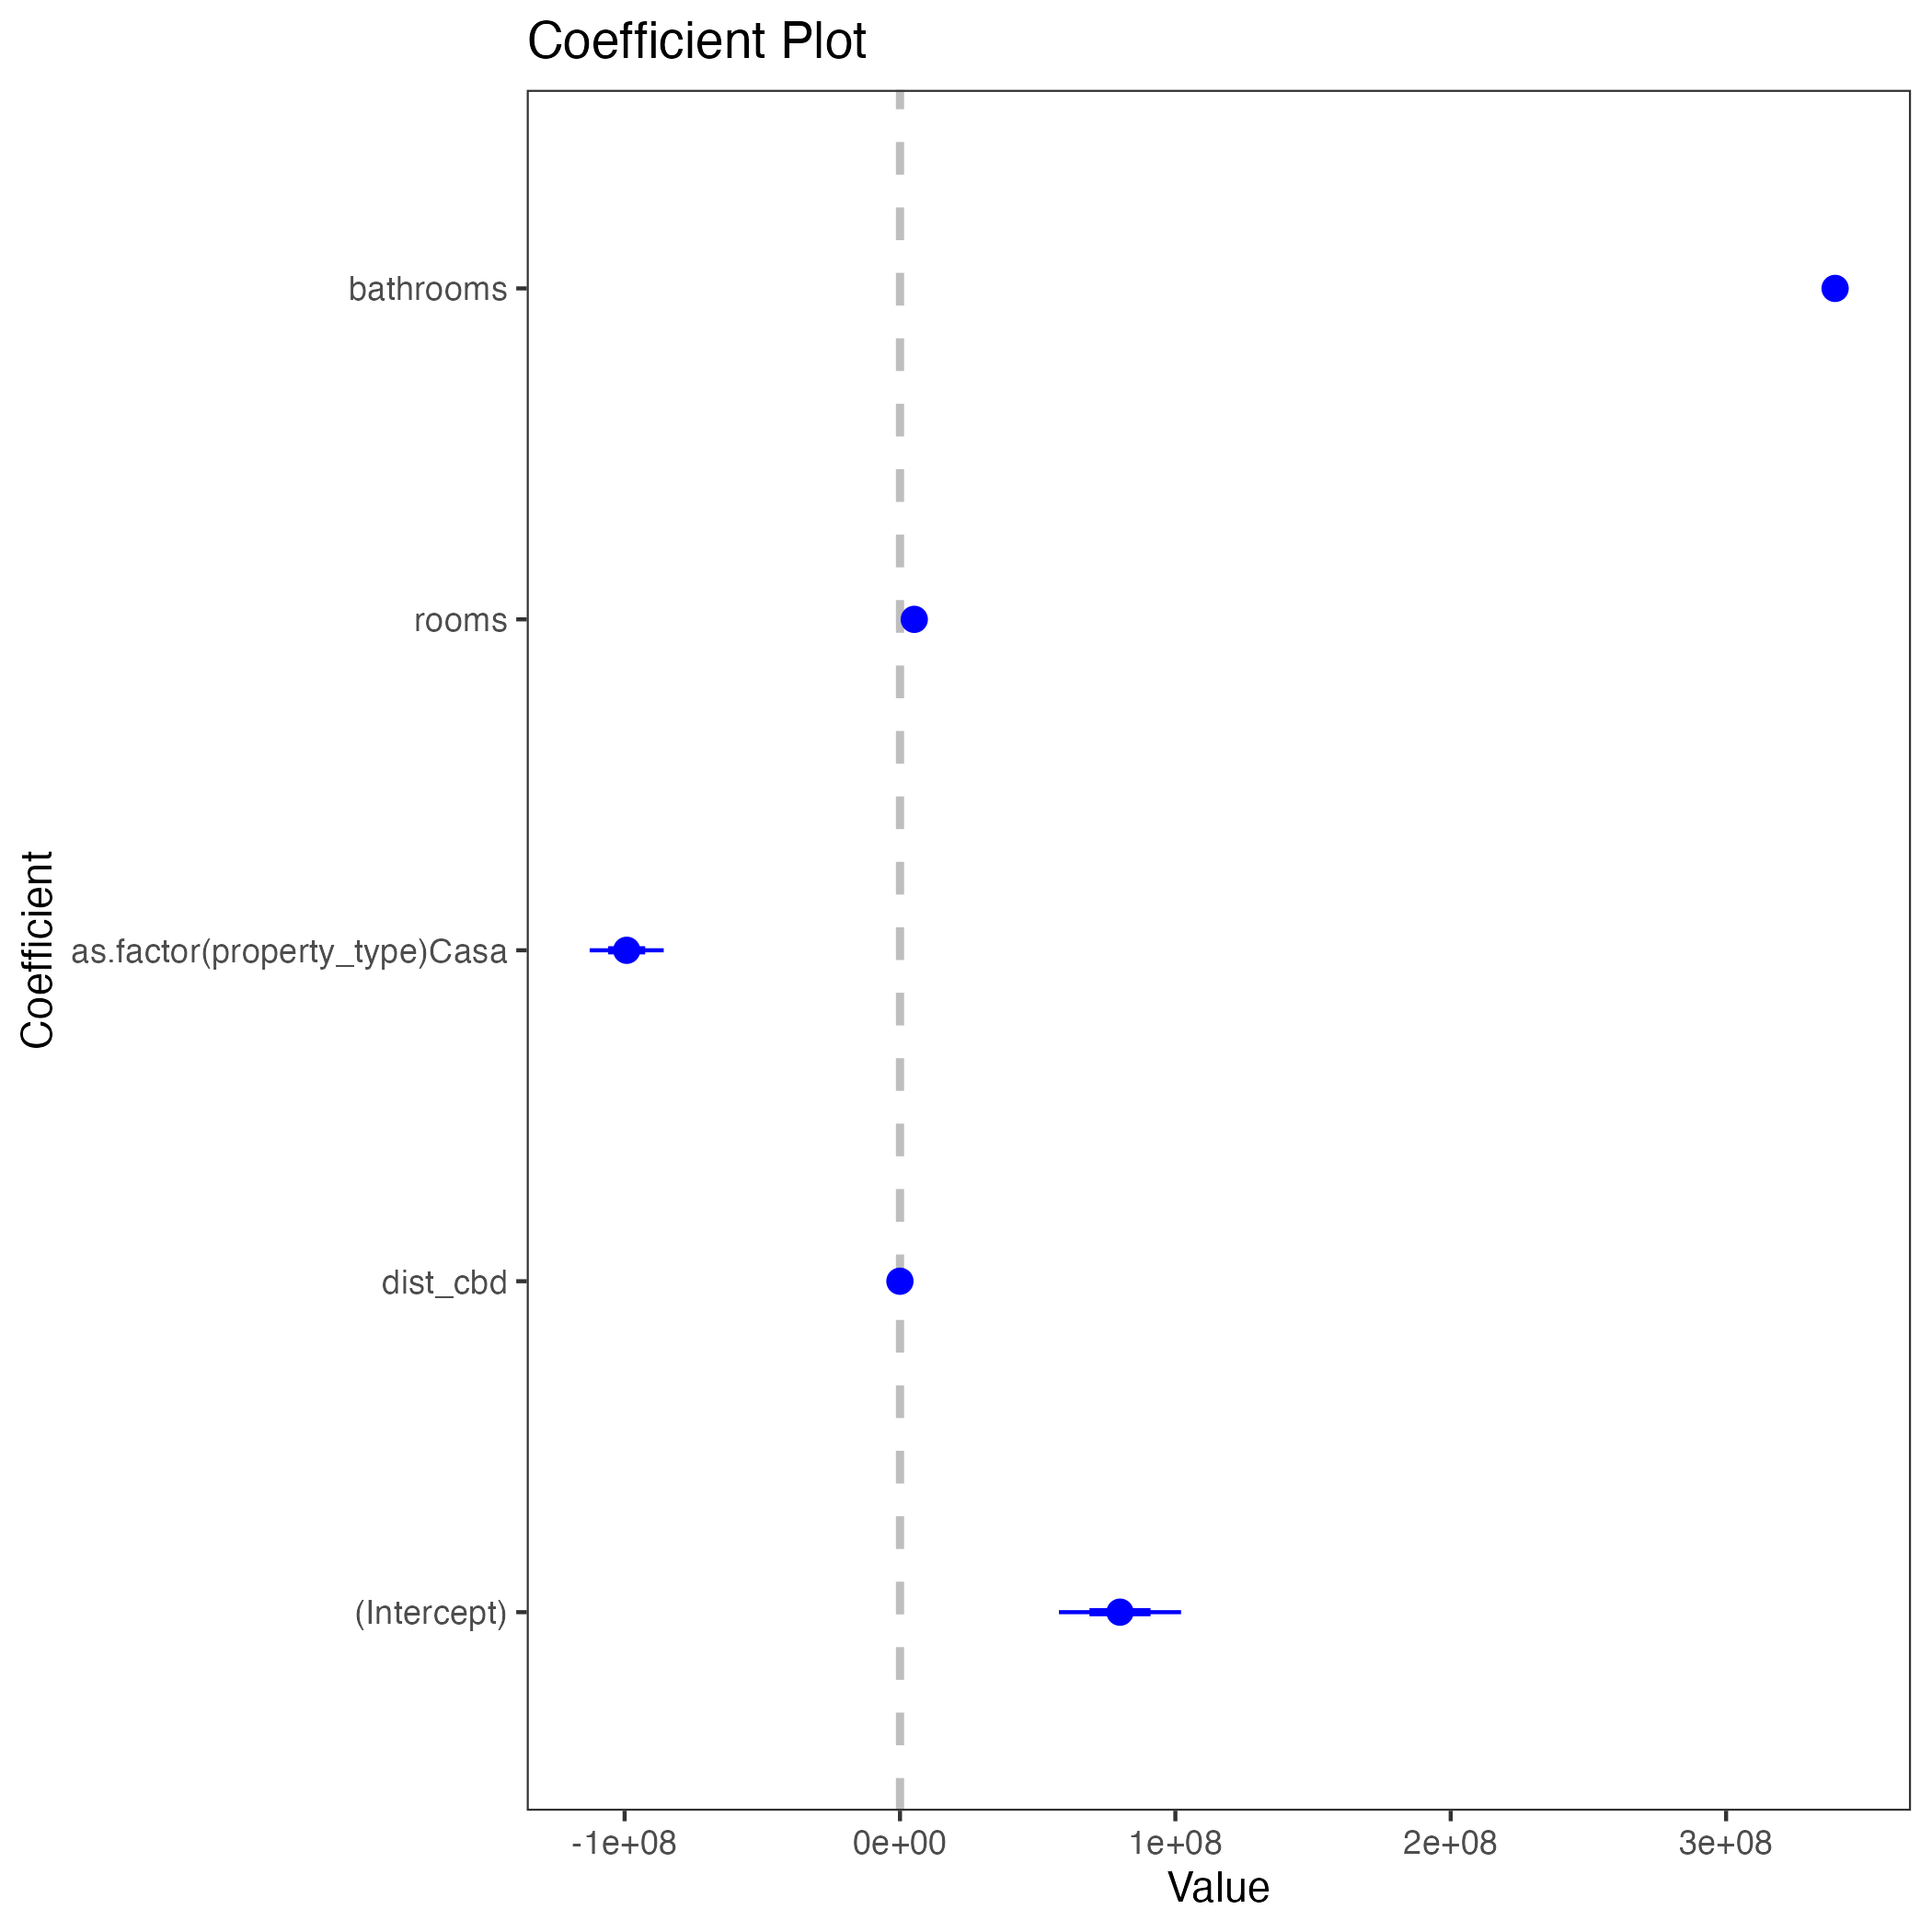 Coefficient Plot
bathrooms
rooms
as.factor(property_type)Casa
dist_cbd
(Intercept)
Coefficient
-1e+08 0e+00 1e+08 2e+08 3e+08
Value